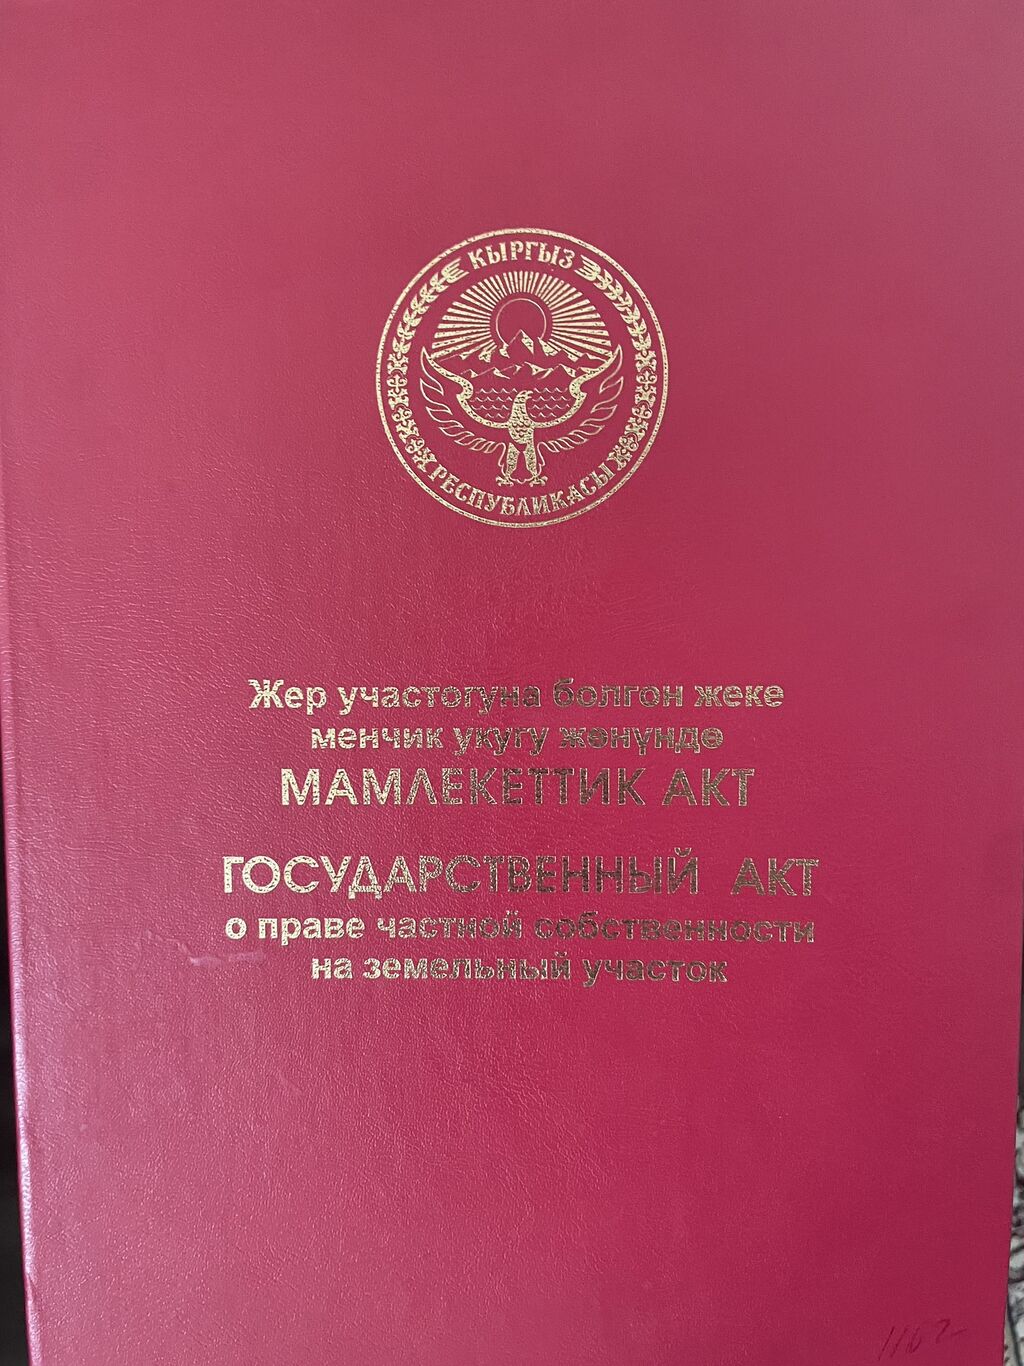 КЫРГЫЗ
РЕСПУБЛИКАСЫ
Жер участогуна болгон жеке
менчик укугу жөнүндө
МАМЛЕКЕТТИК АКТ
ГОСУДАРСТВЕННЫЙ АКТ
о праве частной собственности
на земельный участок
1162